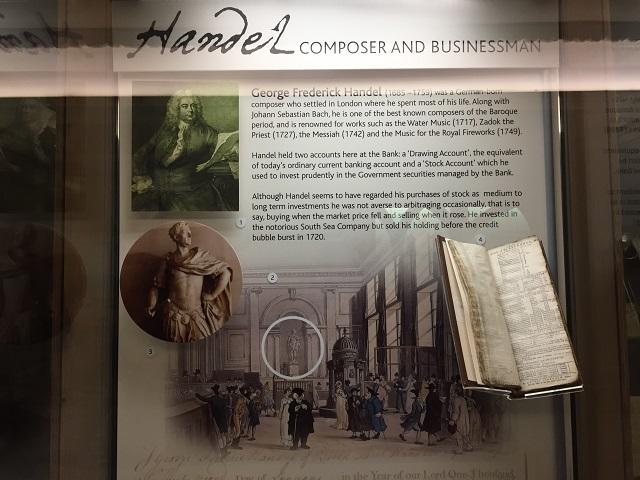 Handel COMPOSER AND BUSINESSMAN
George Frederick Handel (1685 –1759) was a German-born
composer who settled in London where he spent most of his life. Along with
Johann Sebastian Bach, he is one of the best known composers of the Baroque
period, and is renowned for works such as the Water Music (1717), Zadok the
Priest (1727), the Messiah (1742) and the Music for the Royal Fireworks (1749).
Handel held two accounts here at the Bank: a 'Drawing Account', the equivalent
of today's ordinary current banking account and a 'Stock Account' which he
used to invest prudently in the Government securities managed by the Bank.
Although Handel seems to have regarded his purchases of stock as medium to
long term investments he was not averse to arbitraging occasionally, that is to
say, buying when the market price fell and selling when it rose. He invested in
the notorious South Sea Company but sold his holding before the credit
bubble burst in 1720.
1
4
2
3
in the Year of our Lord One Thousand,